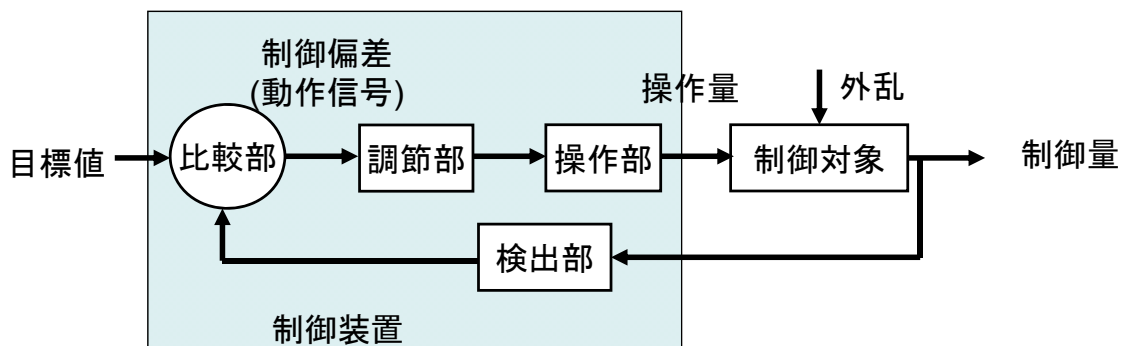 制御偏差
(動作信号)
操作量
外乱
目標値
比較部
調節部
操作部
制御対象
制御量
検出部
制御装置